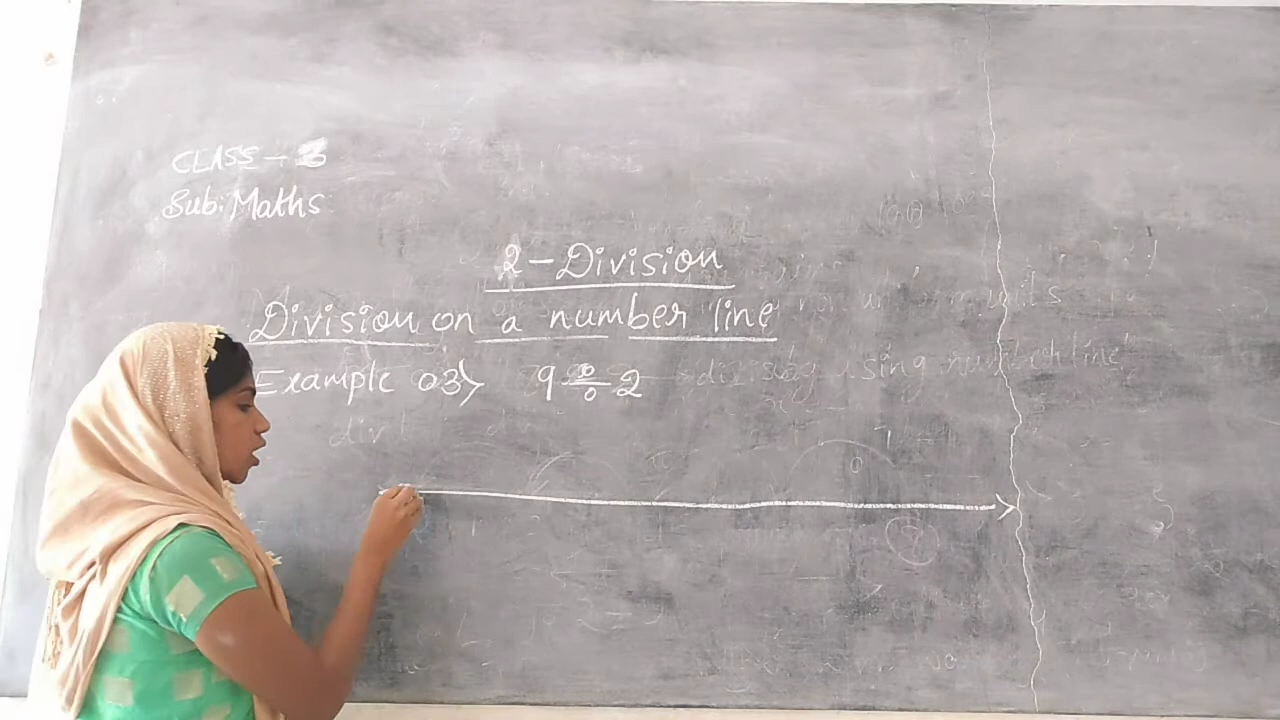 CLASS - 3
Sub: Maths
2 - Division
Division on a number line
Example 03> 9 ÷ 2